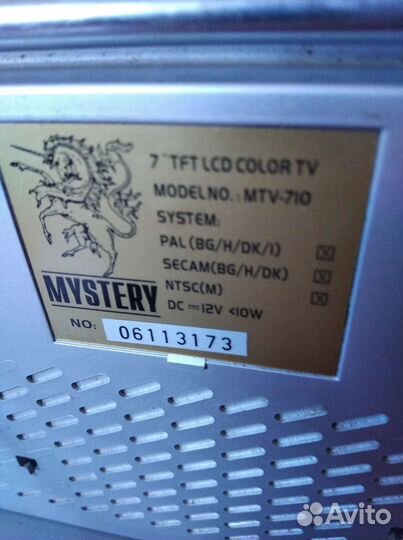 7" TFT LCD COLOR TV
MODEL NO.: MTV-710
SYSTEM:
PAL(BG/H/DK/I) ☒
SECAM(BG/H/DK) ☒
NTSC(M) ☒
DC ⎓ 12V <10W
MYSTERY
NO: 06113173
Avito